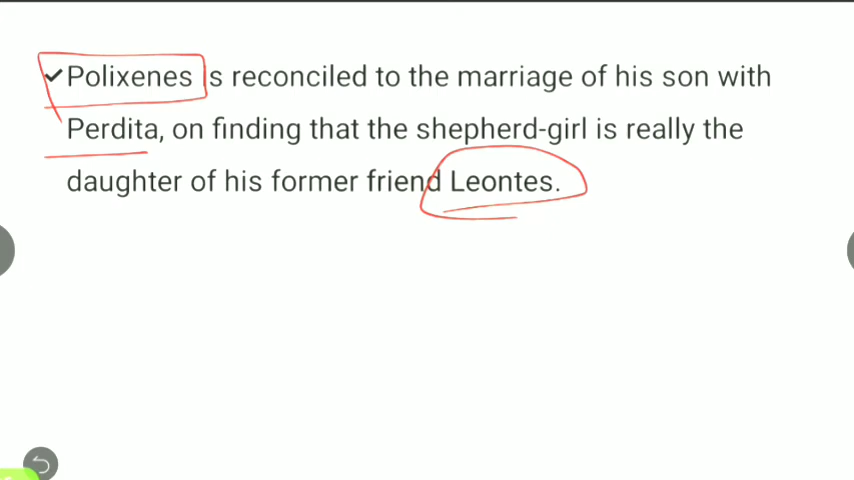 ✓Polixenes is reconciled to the marriage of his son with
Perdita, on finding that the shepherd-girl is really the
daughter of his former friend Leontes.